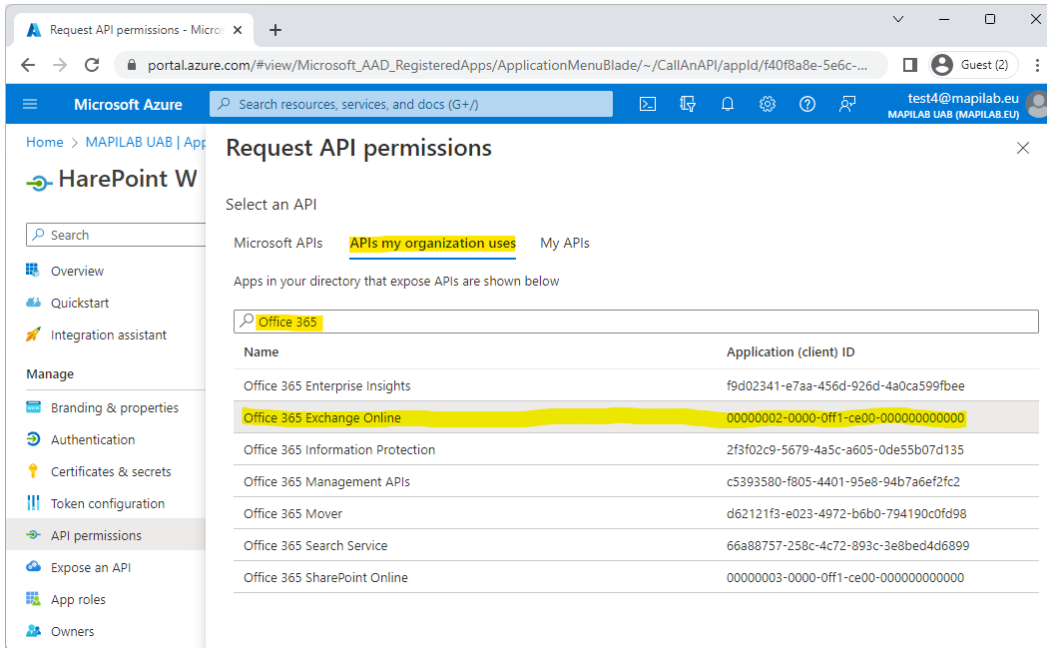 Request API permissions - Micros
portal.azure.com/#view/Microsoft_AAD_RegisteredApps/ApplicationMenuBlade/~/CallAnAPI/appId/f40f8a8e-5e6c-...
Guest (2)
Microsoft Azure
Search resources, services, and docs (G+/)
test4@mapilab.eu
MAPILAB UAB (MAPILAB.EU)
Home > MAPILAB UAB | App
HarePoint W
Search
Overview
Quickstart
Integration assistant
Manage
Branding & properties
Authentication
Certificates & secrets
Token configuration
API permissions
Expose an API
App roles
Owners
Request API permissions
Select an API
Microsoft APIs APIs my organization uses My APIs
Apps in your directory that expose APIs are shown below
Office 365
Name Application (client) ID
Office 365 Enterprise Insights f9d02341-e7aa-456d-926d-4a0ca599fbee
Office 365 Exchange Online 00000002-0000-0ff1-ce00-000000000000
Office 365 Information Protection 2f3f02c9-5679-4a5c-a605-0de55b07d135
Office 365 Management APIs c5393580-f805-4401-95e8-94b7a6ef2fc2
Office 365 Mover d62121f3-e023-4972-b6b0-794190c0fd98
Office 365 Search Service 66a88757-258c-4c72-893c-3e8bed4d6899
Office 365 SharePoint Online 00000003-0000-0ff1-ce00-000000000000